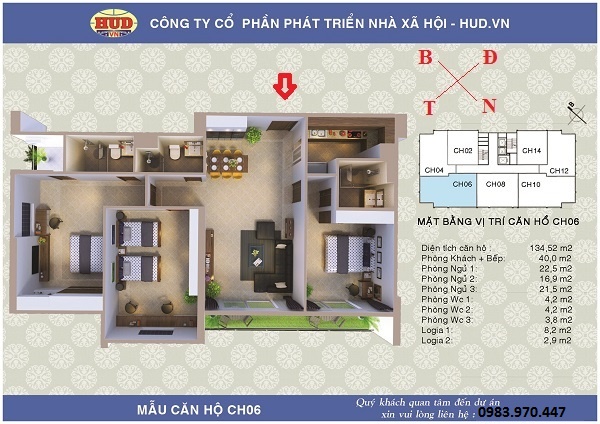 HUD
VN
CÔNG TY CỔ PHẦN PHÁT TRIỂN NHÀ XÃ HỘI - HUD.VN
B Đ
T N
B
CH02 CH14
CH04 CH12
CH06 CH08 CH10
MẶT BẰNG VỊ TRÍ CĂN HỔ CH06
Diện tích căn hộ : 134,52 m2
Phòng Khách + Bếp: 40,0 m2
Phòng Ngủ 1: 22,5 m2
Phòng Ngủ 2: 16,9 m2
Phòng Ngủ 3: 21,5 m2
Phòng Wc 1: 4,2 m2
Phòng Wc 2: 4,2 m2
Phòng Wc 3: 3,8 m2
Logia 1: 8,2 m2
Logia 2: 2,9 m2
MẪU CĂN HỘ CH06
Quý khách quan tâm đến dự án
xin vui lòng liên hệ : 0983.970.447